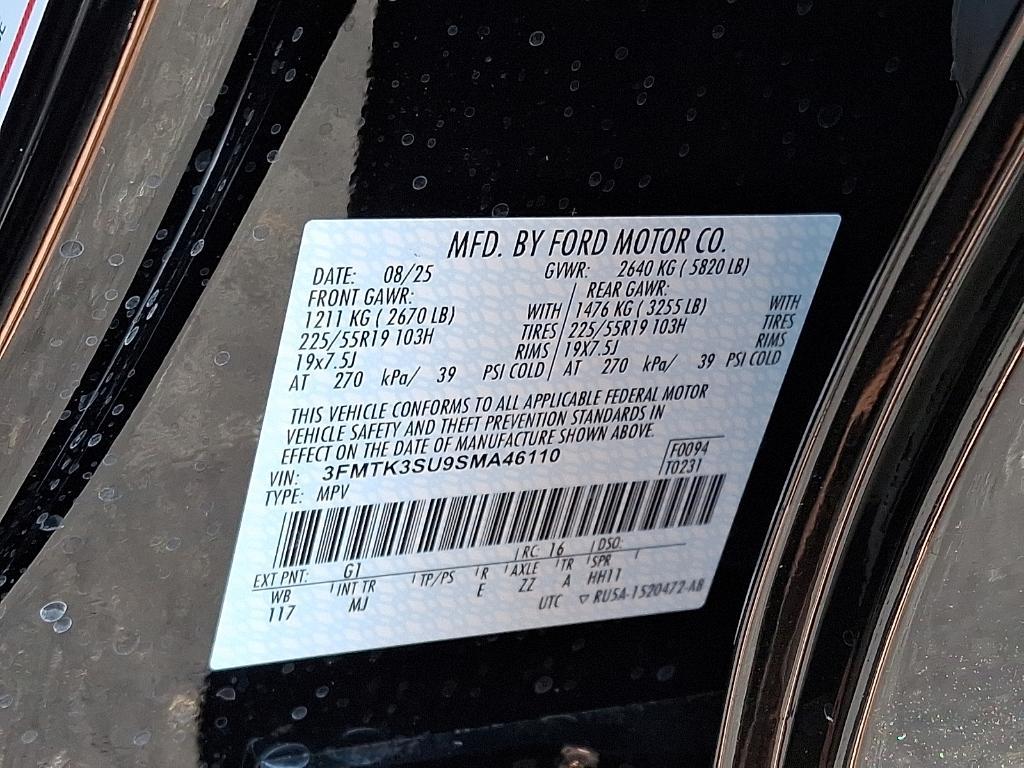 MFD. BY FORD MOTOR CO.
DATE: 08/25 GVWR: 2640 KG ( 5820 LB)
FRONT GAWR: REAR GAWR:
1211 KG ( 2670 LB) WITH 1476 KG ( 3255 LB) WITH
225/55R19 103H TIRES 225/55R19 103H TIRES
19X7.5J RIMS 19X7.5J RIMS
AT 270 kPa/ 39 PSI COLD AT 270 kPa/ 39 PSI COLD
THIS VEHICLE CONFORMS TO ALL APPLICABLE FEDERAL MOTOR
VEHICLE SAFETY AND THEFT PREVENTION STANDARDS IN
EFFECT ON THE DATE OF MANUFACTURE SHOWN ABOVE.
VIN: 3FMTK3SU9SMA46110 F0094
TYPE: MPV T0231
EXT PNT: G1 RC: 16 DSO:
WB INT TR TP/PS R AXLE TR SPR
117 MJ E ZZ A HH11
UTC ▽ RU5A-1520472-AB